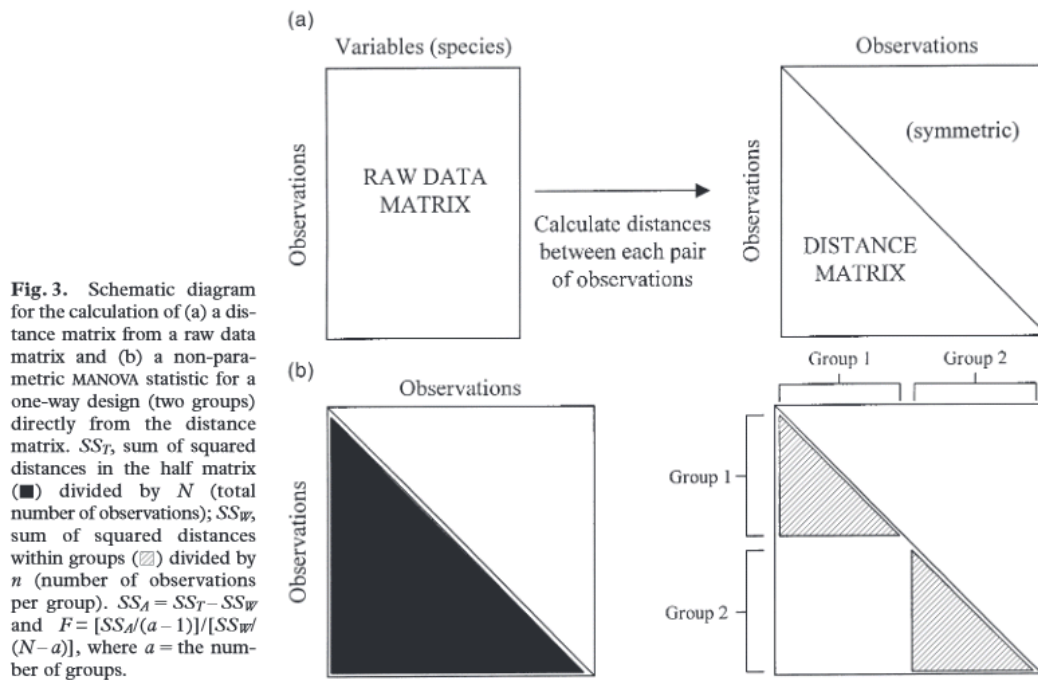 (a)
Variables (species)
Observations
RAW DATA
MATRIX
Calculate distances
between each pair
of observations
Observations
Observations
(symmetric)
DISTANCE
MATRIX
Fig. 3. Schematic diagram
for the calculation of (a) a dis-
tance matrix from a raw data
matrix and (b) a non-para-
metric MANOVA statistic for a
one-way design (two groups)
directly from the distance
matrix. SS_T, sum of squared
distances in the half matrix
(■) divided by N (total
number of observations); SS_W,
sum of squared distances
within groups (▨) divided by
n (number of observations
per group). SS_A = SS_T – SS_W
and F = [SS_A/(a – 1)]/[SS_W/
(N – a)], where a = the num-
ber of groups.
(b)
Observations
Observations
Group 1 Group 2
Group 1
Group 2